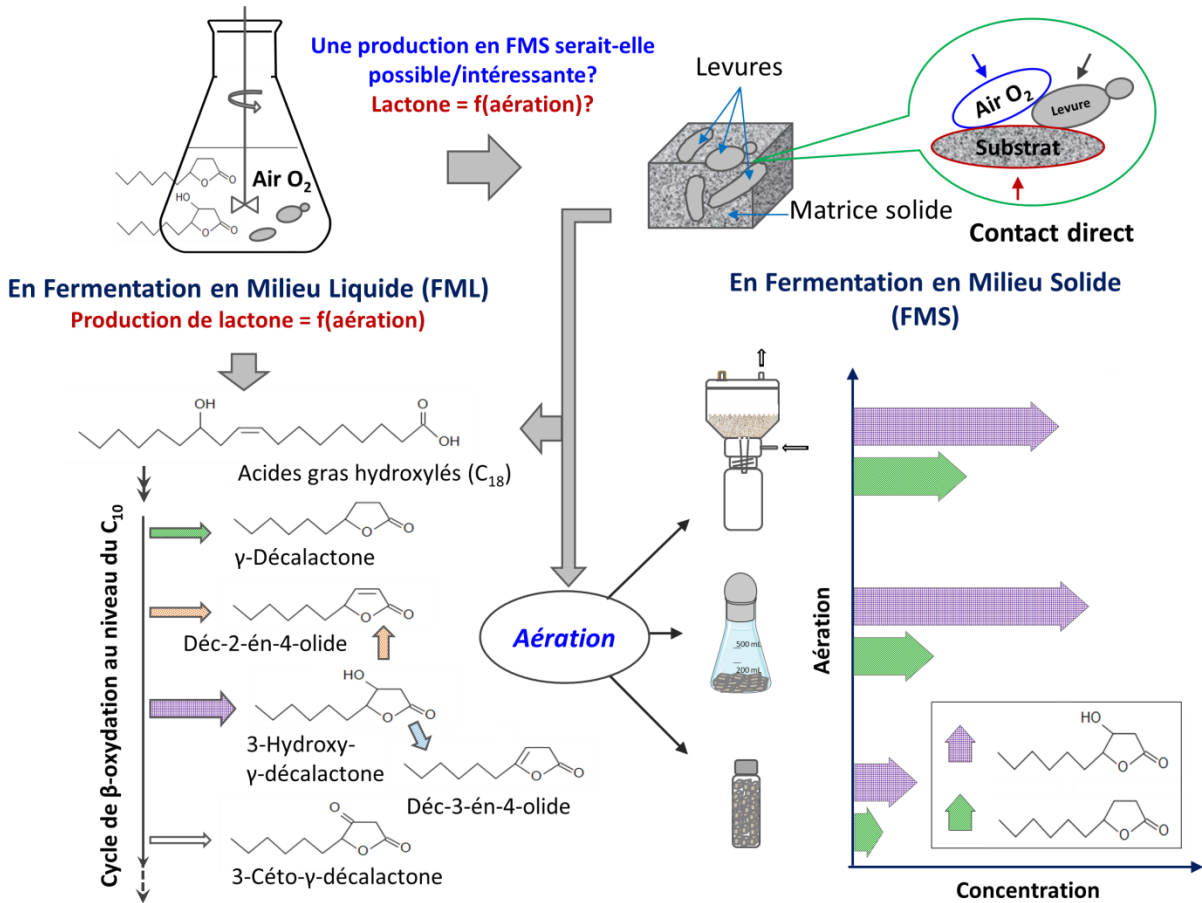 Une production en FMS serait-elle
possible/intéressante?
Lactone = f(aération)?
Air O2
HO
O
O
O
O
Levures
Matrice solide
Air O2
Levure
Substrat
Contact direct
En Fermentation en Milieu Liquide (FML)
Production de lactone = f(aération)
En Fermentation en Milieu Solide
(FMS)
OH
O
OH
Acides gras hydroxylés (C18)
Cycle de β-oxydation au niveau du C10
O
O
γ-Décalactone
O
O
Déc-2-én-4-olide
HO
O
O
3-Hydroxy-
γ-décalactone
O
O
Déc-3-én-4-olide
O
O
O
3-Céto-γ-décalactone
Aération
500 mL
200 mL
Aération
HO
O
O
O
O
Concentration